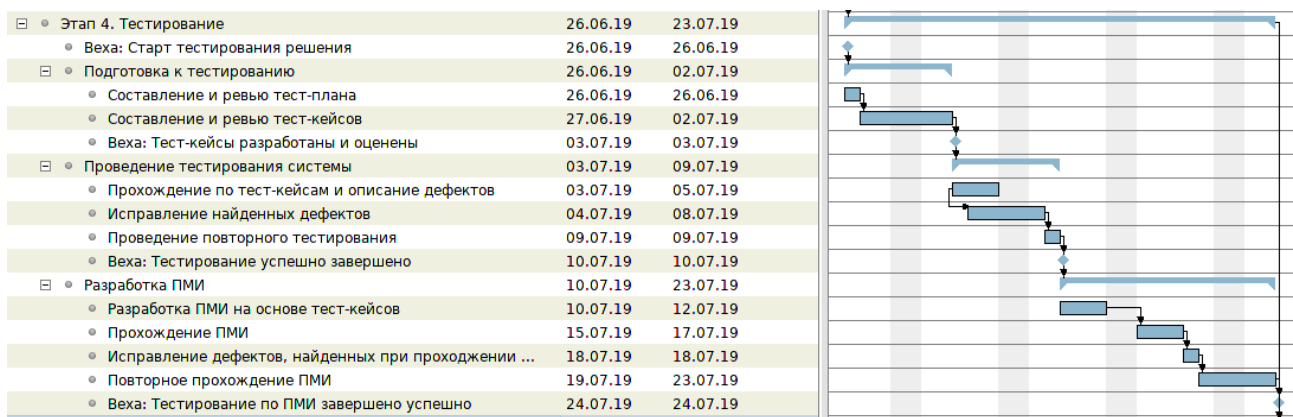 Этап 4. Тестирование 26.06.19 23.07.19
Веха: Старт тестирования решения 26.06.19 26.06.19
Подготовка к тестированию 26.06.19 02.07.19
Составление и ревью тест-плана 26.06.19 26.06.19
Составление и ревью тест-кейсов 27.06.19 02.07.19
Веха: Тест-кейсы разработаны и оценены 03.07.19 03.07.19
Проведение тестирования системы 03.07.19 09.07.19
Прохождение по тест-кейсам и описание дефектов 03.07.19 05.07.19
Исправление найденных дефектов 04.07.19 08.07.19
Проведение повторного тестирования 09.07.19 09.07.19
Веха: Тестирование успешно завершено 10.07.19 10.07.19
Разработка ПМИ 10.07.19 23.07.19
Разработка ПМИ на основе тест-кейсов 10.07.19 12.07.19
Прохождение ПМИ 15.07.19 17.07.19
Исправление дефектов, найденных при проходжении ... 18.07.19 18.07.19
Повторное прохождение ПМИ 19.07.19 23.07.19
Веха: Тестирование по ПМИ завершено успешно 24.07.19 24.07.19